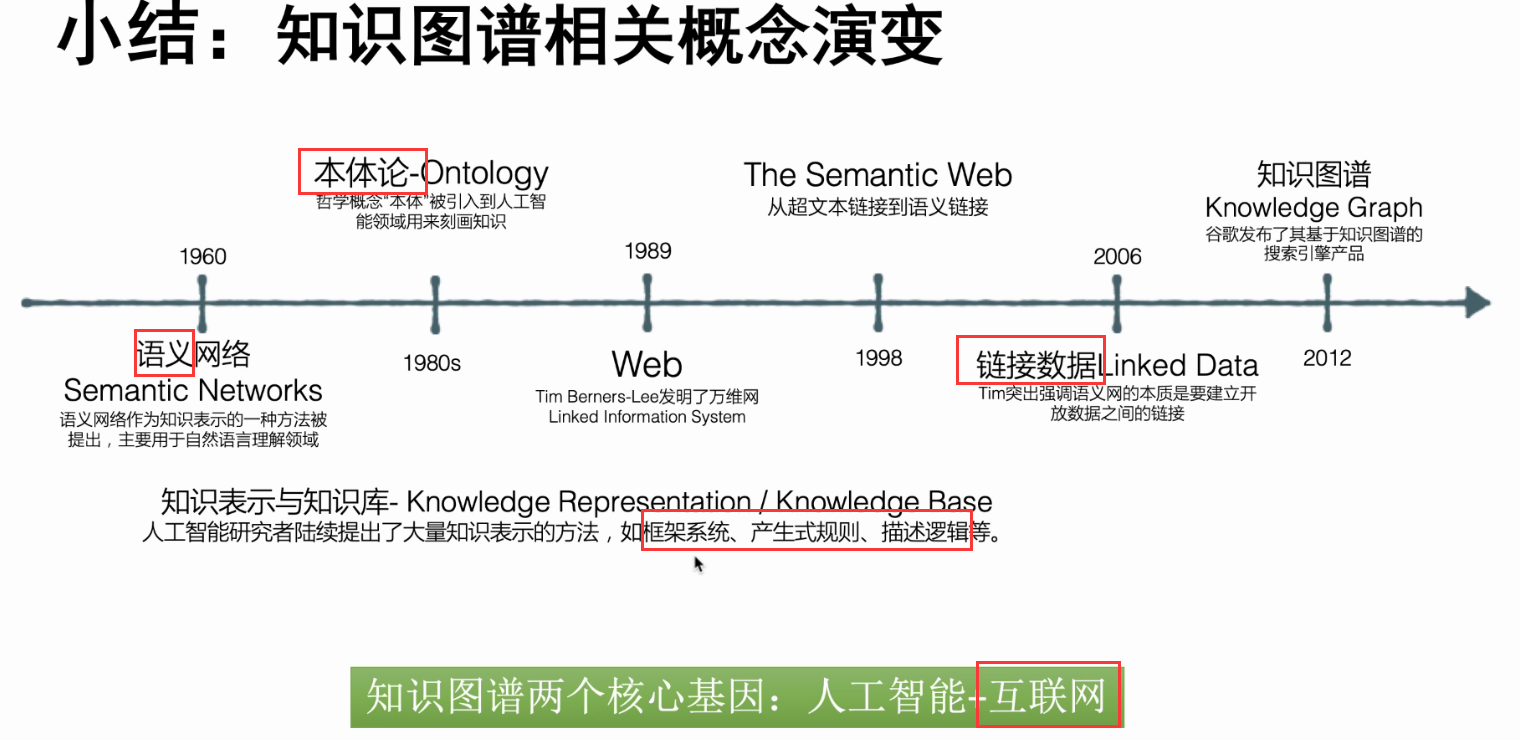 小结：知识图谱相关概念演变
本体论-Ontology
哲学概念“本体”被引入到人工智
能领域用来刻画知识
The Semantic Web
从超文本链接到语义链接
知识图谱
Knowledge Graph
谷歌发布了其基于知识图谱的
搜索引擎产品
1960
1989
2006
语义网络
Semantic Networks
语义网络作为知识表示的一种方法被
提出，主要用于自然语言理解领域
1980s
Web
Tim Berners-Lee发明了万维网
Linked Information System
1998
链接数据Linked Data
Tim突出强调语义网的本质是要建立开
放数据之间的链接
2012
知识表示与知识库- Knowledge Representation / Knowledge Base
人工智能研究者陆续提出了大量知识表示的方法，如框架系统、产生式规则、描述逻辑等。
知识图谱两个核心基因：人工智能+互联网